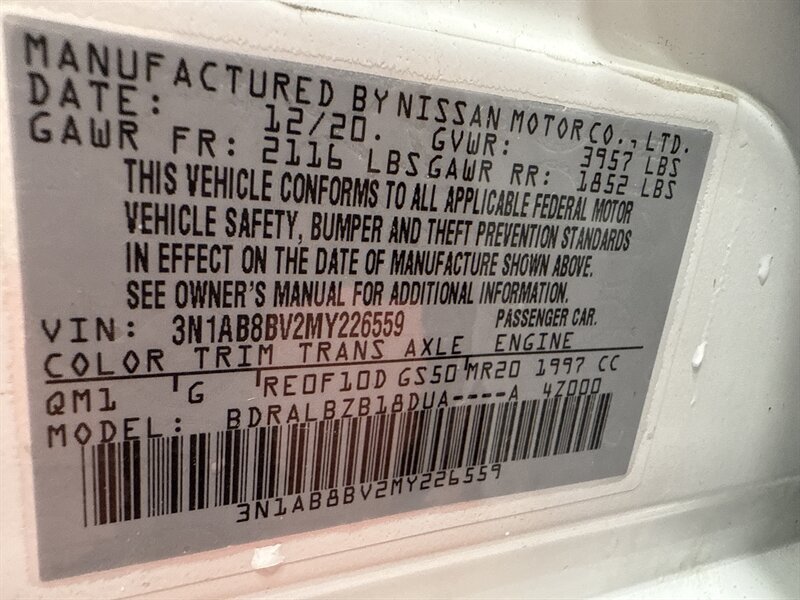 MANUFACTURED BY NISSAN MOTOR CO., LTD.
DATE: 12/20. GVWR: 3957 LBS
GAWR FR: 2116 LBS GAWR RR: 1852 LBS
THIS VEHICLE CONFORMS TO ALL APPLICABLE FEDERAL MOTOR
VEHICLE SAFETY, BUMPER AND THEFT PREVENTION STANDARDS
IN EFFECT ON THE DATE OF MANUFACTURE SHOWN ABOVE.
SEE OWNER'S MANUAL FOR ADDITIONAL INFORMATION.
VIN: 3N1AB8BV2MY226559 PASSENGER CAR.
COLOR TRIM TRANS AXLE ENGINE
QM1 G RE0F10D GS50 MR20 1997 CC
MODEL: BDRALBZB18DUA----A 4Z000
3N1AB8BV2MY226559